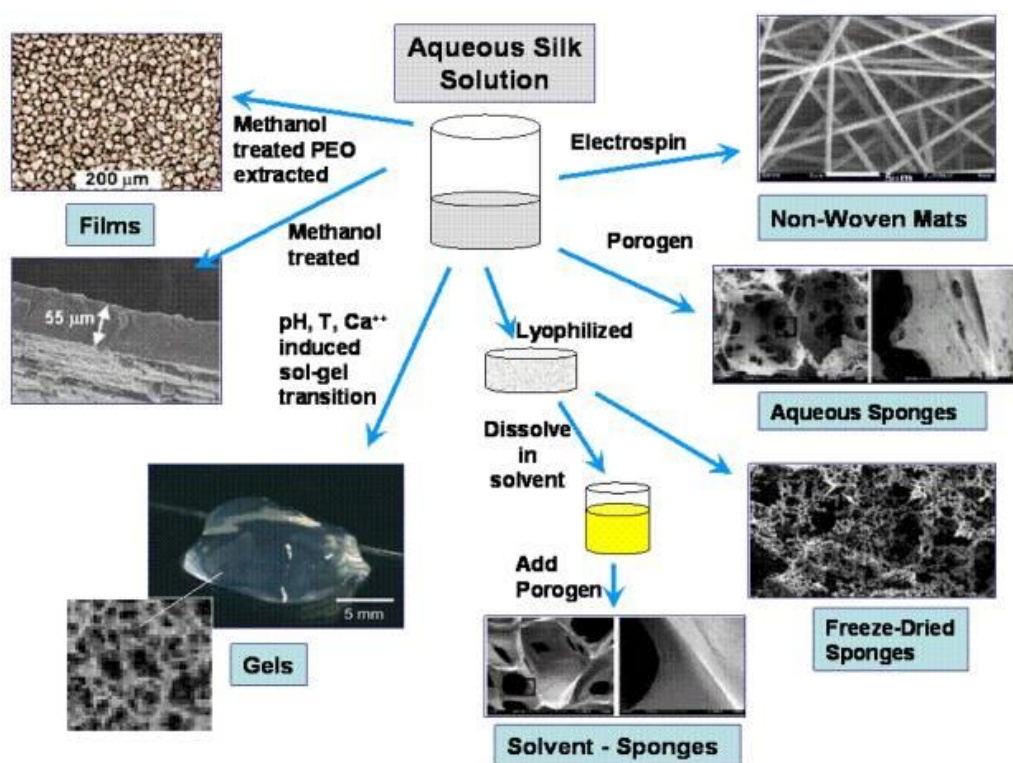 Aqueous Silk
Solution
Methanol
treated PEO
extracted
200 µm
Films
Methanol
treated
55 µm
Electrospin
Non-Woven Mats
Porogen
Aqueous Sponges
pH, T, Ca⁺⁺
induced
sol-gel
transition
Lyophilized
Dissolve
in
solvent
Add
Porogen
5 mm
Gels
Freeze-Dried
Sponges
Solvent - Sponges